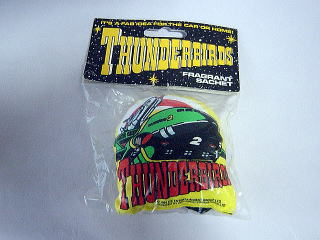 IT'S A FAB IDEA FOR THE CAR OR HOME!
THUNDERBIRDS
FRAGRANT
SACHET
2
THUNDERBIRDS